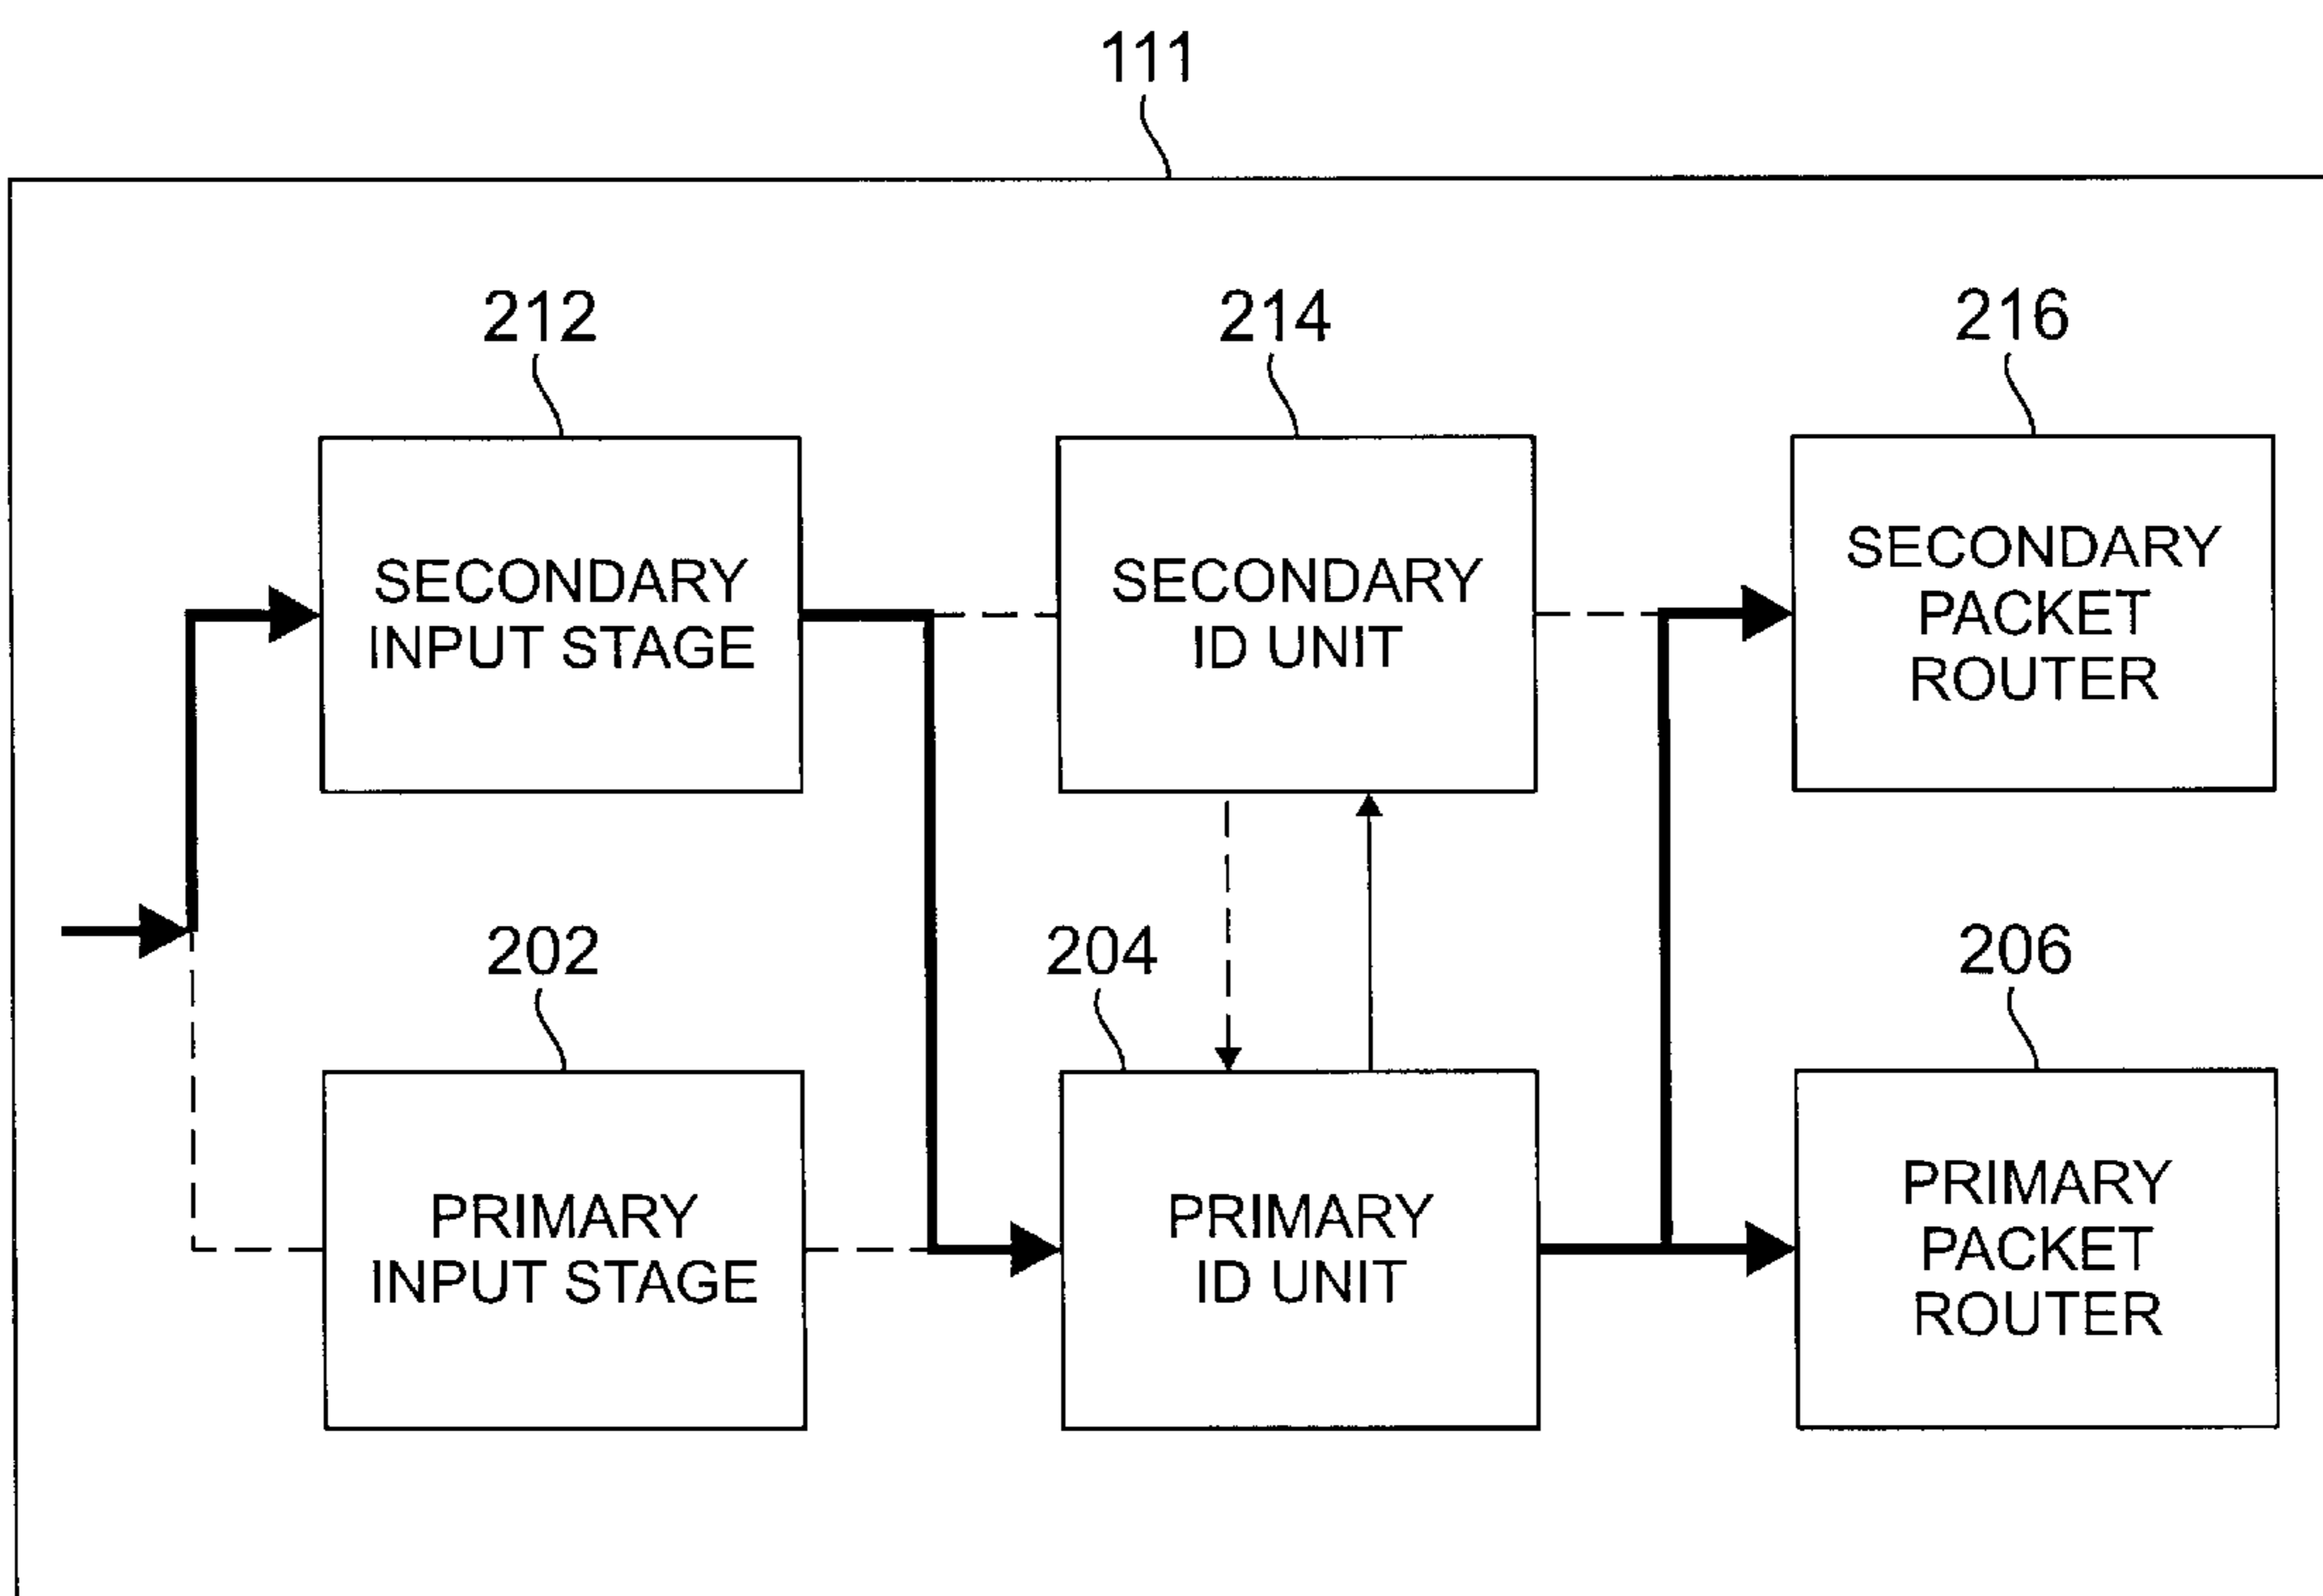 111
212
214
216
SECONDARY
INPUT STAGE
SECONDARY
ID UNIT
SECONDARY
PACKET
ROUTER
202
204
206
PRIMARY
INPUT STAGE
PRIMARY
ID UNIT
PRIMARY
PACKET
ROUTER